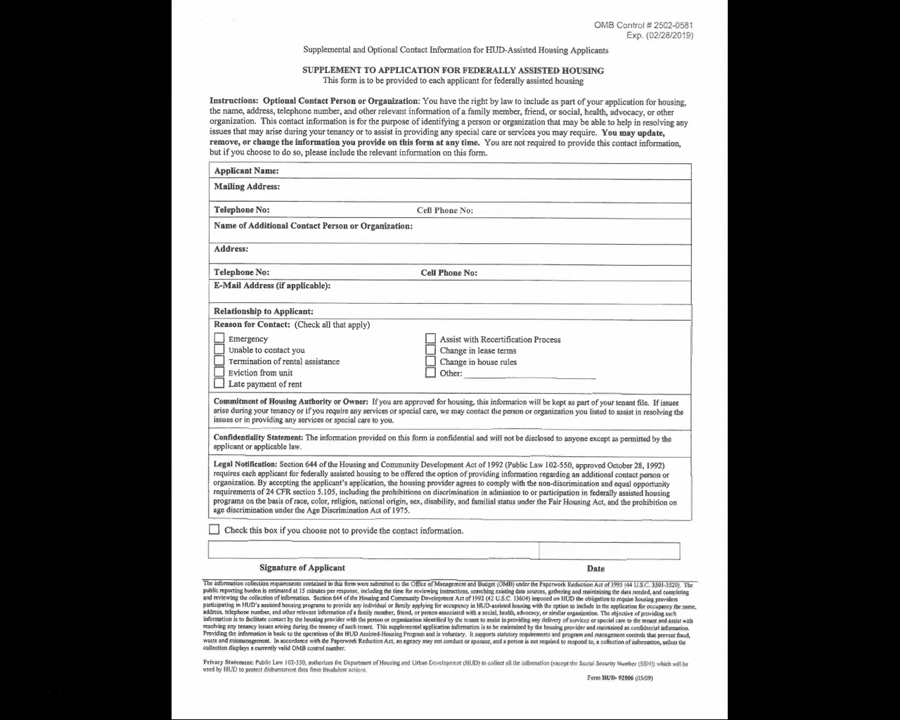 OMB Control # 2502-0581
Exp. (02/28/2019)
Supplemental and Optional Contact Information for HUD-Assisted Housing Applicants
SUPPLEMENT TO APPLICATION FOR FEDERALLY ASSISTED HOUSING
This form is to be provided to each applicant for federally assisted housing
Instructions: Optional Contact Person or Organization: You have the right by law to include as part of your application for housing,
the name, address, telephone number, and other relevant information of a family member, friend, or social, health, advocacy, or other
organization. This contact information is for the purpose of identifying a person or organization that may be able to help in resolving any
issues that may arise during your tenancy or to assist in providing any special care or services you may require. You may update,
remove, or change the information you provide on this form at any time. You are not required to provide this contact information,
but if you choose to do so, please include the relevant information on this form.
Applicant Name:
Mailing Address:
Telephone No: Cell Phone No:
Name of Additional Contact Person or Organization:
Address:
Telephone No: Cell Phone No:
E-Mail Address (if applicable):
Relationship to Applicant:
Reason for Contact: (Check all that apply)
Emergency Assist with Recertification Process
Unable to contact you Change in lease terms
Termination of rental assistance Change in house rules
Eviction from unit Other:
Late payment of rent
Commitment of Housing Authority or Owner: If you are approved for housing, this information will be kept as part of your tenant file. If issues
arise during your tenancy or if you require any services or special care, we may contact the person or organization you listed to assist in resolving the
issues or in providing any services or special care to you.
Confidentiality Statement: The information provided on this form is confidential and will not be disclosed to anyone except as permitted by the
applicant or applicable law.
Legal Notification: Section 644 of the Housing and Community Development Act of 1992 (Public Law 102-550, approved October 28, 1992)
requires each applicant for federally assisted housing to be offered the option of providing information regarding an additional contact person or
organization. By accepting the applicant's application, the housing provider agrees to comply with the non-discrimination and equal opportunity
requirements of 24 CFR section 5.105, including the prohibitions on discrimination in admission to or participation in federally assisted housing
programs on the basis of race, color, religion, national origin, sex, disability, and familial status under the Fair Housing Act, and the prohibition on
age discrimination under the Age Discrimination Act of 1975.
Check this box if you choose not to provide the contact information.
Signature of Applicant Date
The information collection requirements contained in this form were submitted to the Office of Management and Budget (OMB) under the Paperwork Reduction Act of 1995 (44 U.S.C. 3501-3520). The
public reporting burden is estimated at 15 minutes per response, including the time for reviewing instructions, searching existing data sources, gathering and maintaining the data needed, and completing
and reviewing the collection of information. Section 644 of the Housing and Community Development Act of 1992 (42 U.S.C. 13604) imposed on HUD the obligation to require housing providers
participating in HUD's assisted housing programs to provide any individual or family applying for occupancy in HUD-assisted housing with the option to include in the application for occupancy the name,
address, telephone number, and other relevant information of a family member, friend, or person associated with a social, health, advocacy, or similar organization. The objective of providing such
information is to facilitate contact by the housing provider with the person or organization identified by the tenant to assist in providing any delivery of services or special care to the tenant and assist with
resolving any tenancy issues arising during the tenancy of such tenant. This supplemental application information is to be maintained by the housing provider and maintained as confidential information.
Providing the information is basic to the operations of the HUD Assisted-Housing Program and is voluntary. It supports statutory requirements and program and management controls that prevent fraud,
waste and mismanagement. In accordance with the Paperwork Reduction Act, an agency may not conduct or sponsor, and a person is not required to respond to, a collection of information, unless the
collection displays a currently valid OMB control number.
Privacy Statement: Public Law 102-550, authorizes the Department of Housing and Urban Development (HUD) to collect all the information (except the Social Security Number (SSN)) which will be
used by HUD to protect disbursement data from fraudulent actions.
Form HUD- 92006 (05/09)